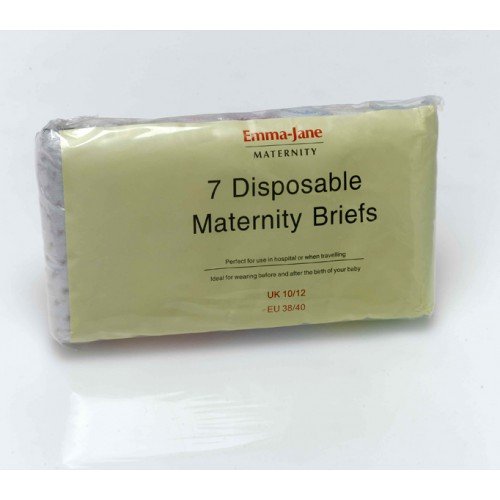 Emma-Jane
MATERNITY
7 Disposable
Maternity Briefs
Perfect for use in hospital or when travelling
Ideal for wearing before and after the birth of your baby
UK 10/12
EU 38/40